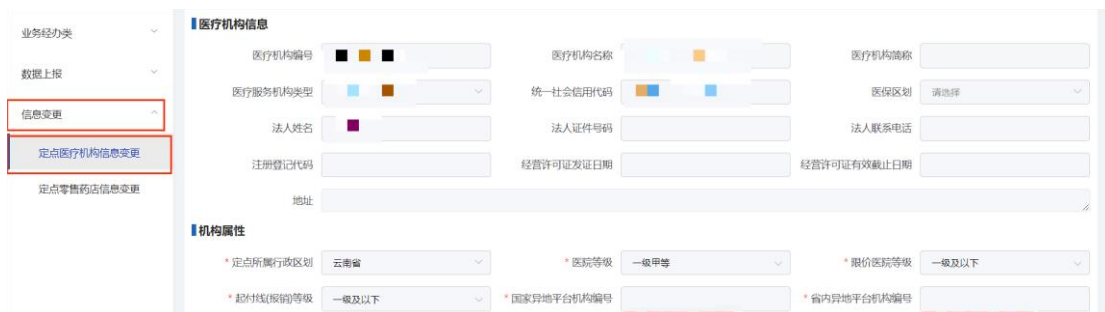 业务经办类
数据上报
信息变更
定点医疗机构信息变更
定点零售药店信息变更
医疗机构信息
医疗机构编号 医疗机构名称 医疗机构简称
医疗服务机构类型 统一社会信用代码 医保区划 请选择
法人姓名 法人证件号码 法人联系电话
注册登记代码 经营许可证发证日期 经营许可证有效截止日期
地址
机构属性
* 定点所属行政区划 云南省 * 医院等级 一级甲等 * 限价医院等级 一级及以下
* 起付线(报销)等级 一级及以下 * 国家异地平台机构编号 * 省内异地平台机构编号